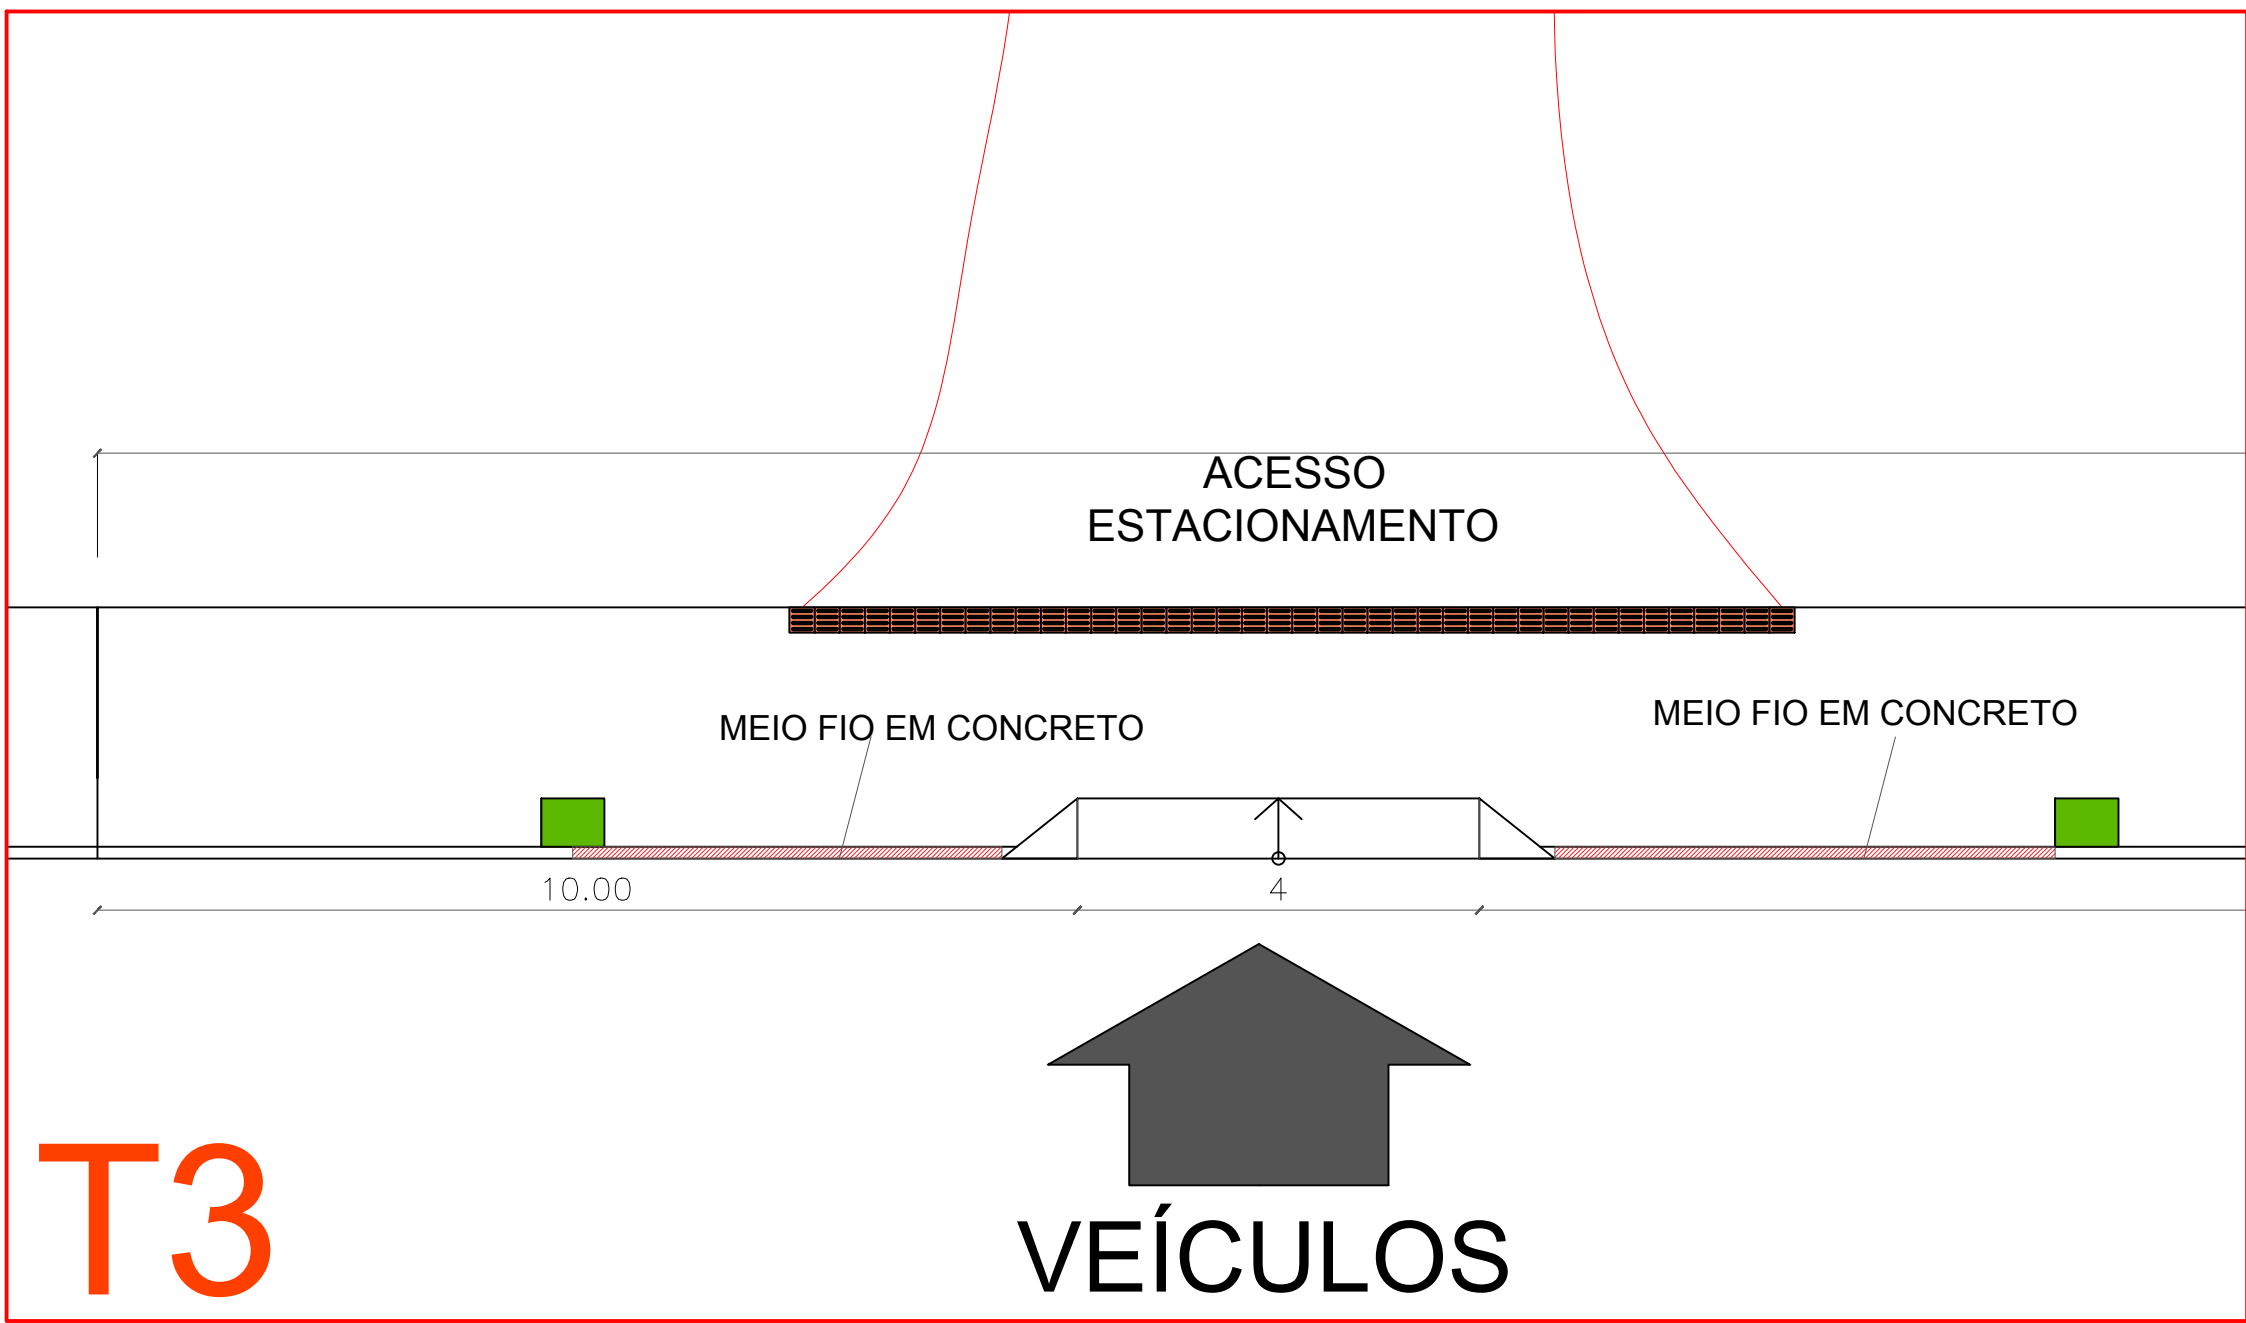 ACESSO
ESTACIONAMENTO
MEIO FIO EM CONCRETO
MEIO FIO EM CONCRETO
10.00
4
T3
VEÍCULOS